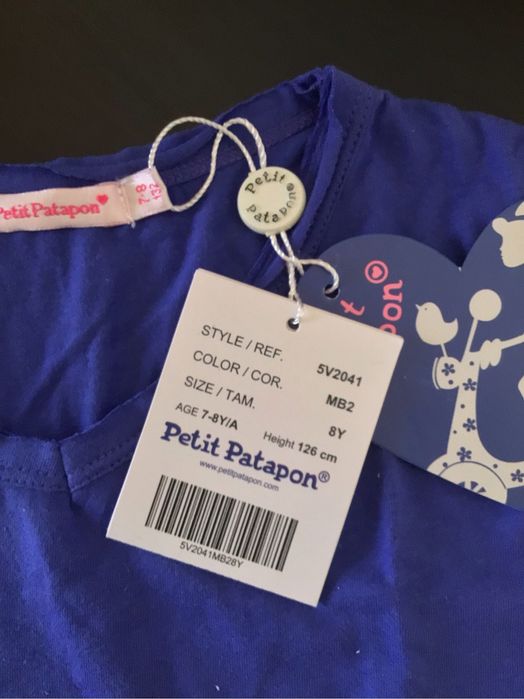 Petit Patapon
7-8
132
Petit
patapon®
STYLE / REF. 5V2041
COLOR / COR. MB2
SIZE / TAM. 8Y
AGE 7-8Y/A Height 126 cm
Petit Patapon®
www.petitpatapon.com
5V2041MB28Y